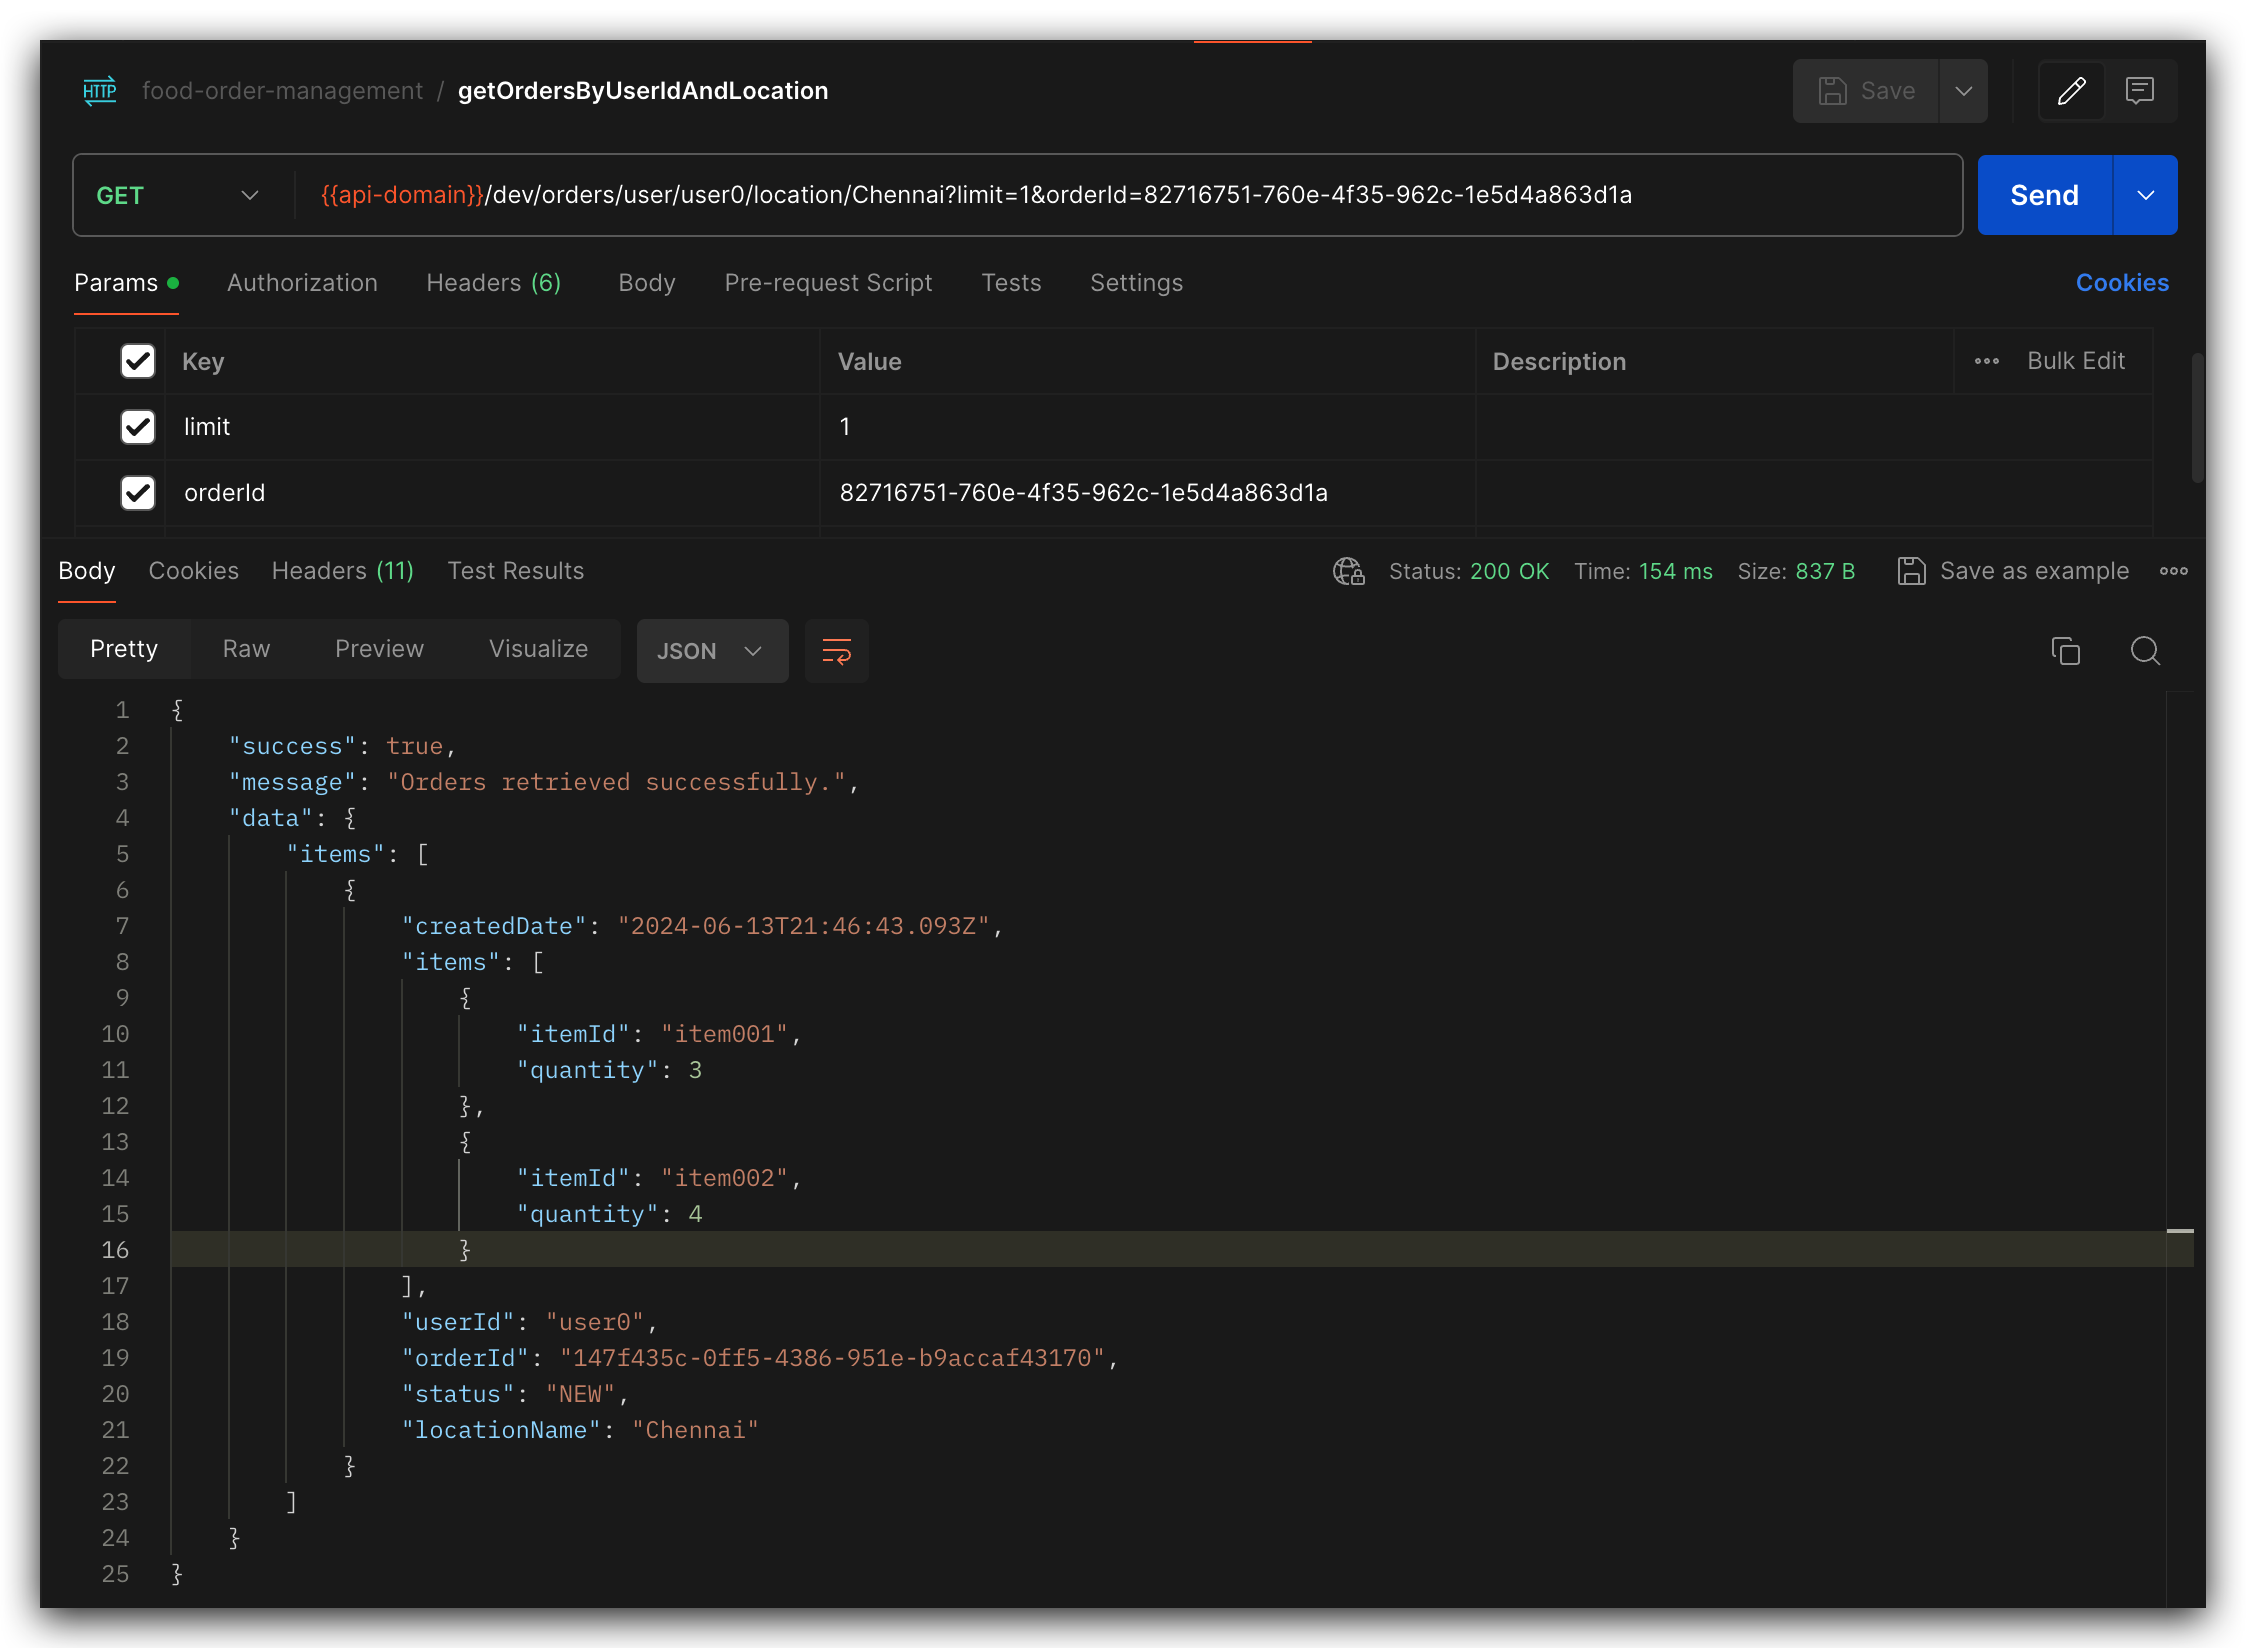 HTTP food-order-management / getOrdersByUserIdAndLocation Save
GET {{api-domain}}/dev/orders/user/user0/location/Chennai?limit=1&orderId=82716751-760e-4f35-962c-1e5d4a863d1a Send
Params Authorization Headers (6) Body Pre-request Script Tests Settings Cookies
Key Value Description Bulk Edit
limit 1
orderId 82716751-760e-4f35-962c-1e5d4a863d1a
Body Cookies Headers (11) Test Results Status: 200 OK Time: 154 ms Size: 837 B Save as example
Pretty Raw Preview Visualize JSON
1 {
2 "success": true,
3 "message": "Orders retrieved successfully.",
4 "data": {
5 "items": [
6 {
7 "createdDate": "2024-06-13T21:46:43.093Z",
8 "items": [
9 {
10 "itemId": "item001",
11 "quantity": 3
12 },
13 {
14 "itemId": "item002",
15 "quantity": 4
16 }
17 ],
18 "userId": "user0",
19 "orderId": "147f435c-0ff5-4386-951e-b9accaf43170",
20 "status": "NEW",
21 "locationName": "Chennai"
22 }
23 ]
24 }
25 }